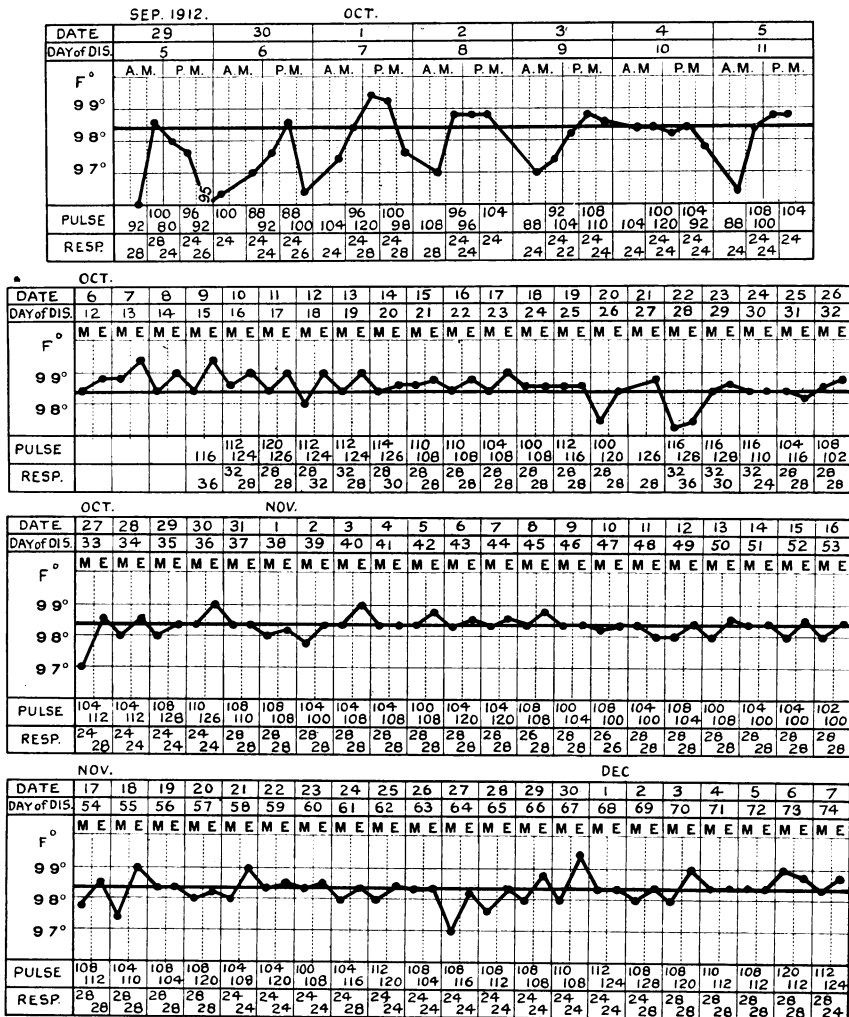 SEP. 1912. OCT.
DATE 29 30 1 2 3 4 5
DAY of DIS. 5 6 7 8 9 10 11
A.M. P.M. A.M. P.M. A.M. P.M. A.M. P.M. A.M. P.M. A.M P.M A.M. P.M.
F°
99°
98°
97°
95
100 96 100 88 88 96 100 96 104 92 108 100 104 108 104
PULSE
92 80 92 92 100 104 120 98 108 96 88 104 110 104 120 92 88 100
28 24 24 24 24 24 24 24 24 24 24 24 24 24 24
RESP.
28 24 26 24 26 24 28 24 28 24 24 22 24 24 24 24 24 24
OCT.
DATE 6 7 8 9 10 11 12 13 14 15 16 17 18 19 20 21 22 23 24 25 26
DAY of DIS. 12 13 14 15 16 17 18 19 20 21 22 23 24 25 26 27 28 29 30 31 32
M E M E M E M E M E M E M E M E M E M E M E M E M E M E M E M E M E M E M E M E M E
F°
99°
98°
112 120 112 112 114 110 110 104 100 112 100 116 116 116 104 108
PULSE
116 124 126 124 124 126 108 108 108 108 116 120 126 128 128 110 116 102
32 28 28 32 28 28 28 28 28 28 28 32 32 32 28 28
RESP.
36 28 28 32 28 30 28 28 28 28 28 28 28 36 30 24 28 28
OCT. NOV.
DATE 27 28 29 30 31 1 2 3 4 5 6 7 8 9 10 11 12 13 14 15 16
DAY of DIS. 33 34 35 36 37 38 39 40 41 42 43 44 45 46 47 48 49 50 51 52 53
M E M E M E M E M E M E M E M E M E M E M E M E M E M E M E M E M E M E M E M E M E
F°
99°
98°
97°
104 104 108 110 108 108 104 104 104 100 104 104 108 100 108 104 108 100 104 104 102
PULSE
112 112 128 126 110 108 100 108 108 108 120 120 108 104 100 100 104 108 100 100 100
24 24 24 24 28 28 28 28 28 28 28 28 26 28 28 28 28 28 28 28 28
RESP.
28 24 24 24 28 28 28 28 28 28 28 28 28 28 26 28 28 28 28 28 28
NOV. DEC
DATE 17 18 19 20 21 22 23 24 25 26 27 28 29 30 1 2 3 4 5 6 7
DAY of DIS. 54 55 56 57 58 59 60 61 62 63 64 65 66 67 68 69 70 71 72 73 74
M E M E M E M E M E M E M E M E M E M E M E M E M E M E M E M E M E M E M E M E M E
F°
99°
98°
97°
108 104 108 108 104 104 100 104 112 108 108 108 108 110 112 108 108 110 108 120 112
PULSE
112 110 104 120 108 120 108 116 120 104 116 112 110 108 124 128 120 112 112 112 124
28 28 28 28 24 24 24 24 28 24 24 28 28 28 24 24 28 28 28 28 28
RESP.
28 28 28 28 24 24 24 24 24 24 24 24 24 24 24 28 28 24 24 28 24